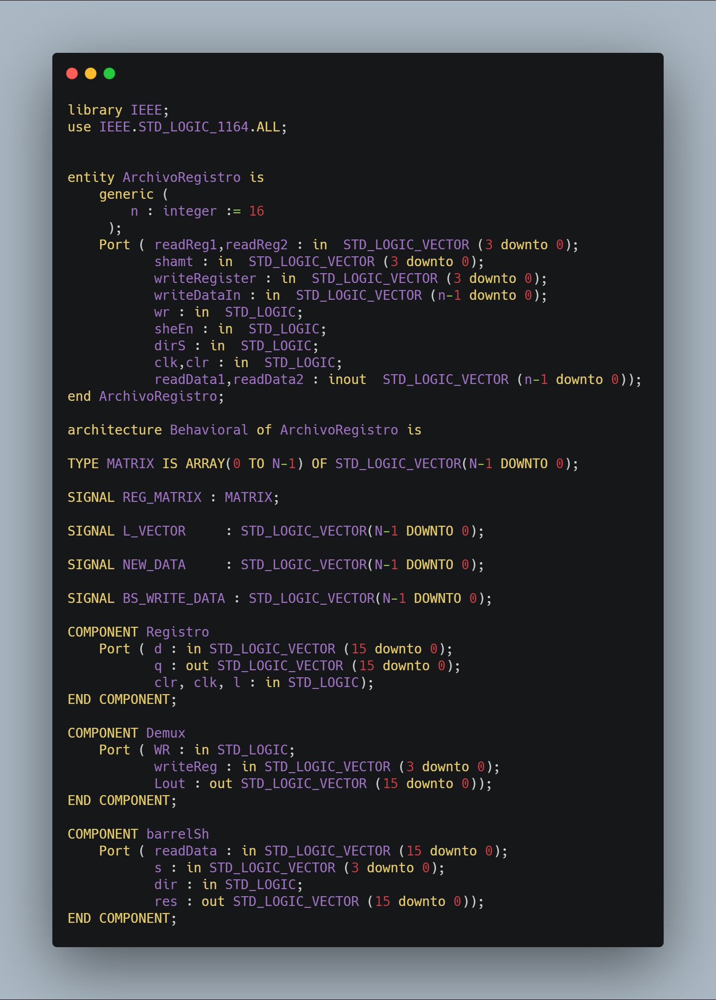 library IEEE;
use IEEE.STD_LOGIC_1164.ALL;
entity ArchivoRegistro is
    generic (
        n : integer := 16
     );
    Port ( readReg1,readReg2 : in  STD_LOGIC_VECTOR (3 downto 0);
           shamt : in  STD_LOGIC_VECTOR (3 downto 0);
           writeRegister : in  STD_LOGIC_VECTOR (3 downto 0);
           writeDataIn : in  STD_LOGIC_VECTOR (n-1 downto 0);
           wr : in  STD_LOGIC;
           sheEn : in  STD_LOGIC;
           dirS : in  STD_LOGIC;
           clk,clr : in  STD_LOGIC;
           readData1,readData2 : inout  STD_LOGIC_VECTOR (n-1 downto 0));
end ArchivoRegistro;
architecture Behavioral of ArchivoRegistro is
TYPE MATRIX IS ARRAY(0 TO N-1) OF STD_LOGIC_VECTOR(N-1 DOWNTO 0);
SIGNAL REG_MATRIX : MATRIX;
SIGNAL L_VECTOR     : STD_LOGIC_VECTOR(N-1 DOWNTO 0);
SIGNAL NEW_DATA     : STD_LOGIC_VECTOR(N-1 DOWNTO 0);
SIGNAL BS_WRITE_DATA : STD_LOGIC_VECTOR(N-1 DOWNTO 0);
COMPONENT Registro
    Port ( d : in STD_LOGIC_VECTOR (15 downto 0);
           q : out STD_LOGIC_VECTOR (15 downto 0);
           clr, clk, l : in STD_LOGIC);
END COMPONENT;
COMPONENT Demux
    Port ( WR : in STD_LOGIC;
           writeReg : in STD_LOGIC_VECTOR (3 downto 0);
           Lout : out STD_LOGIC_VECTOR (15 downto 0));
END COMPONENT;
COMPONENT barrelSh
    Port ( readData : in STD_LOGIC_VECTOR (15 downto 0);
           s : in STD_LOGIC_VECTOR (3 downto 0);
           dir : in STD_LOGIC;
           res : out STD_LOGIC_VECTOR (15 downto 0));
END COMPONENT;